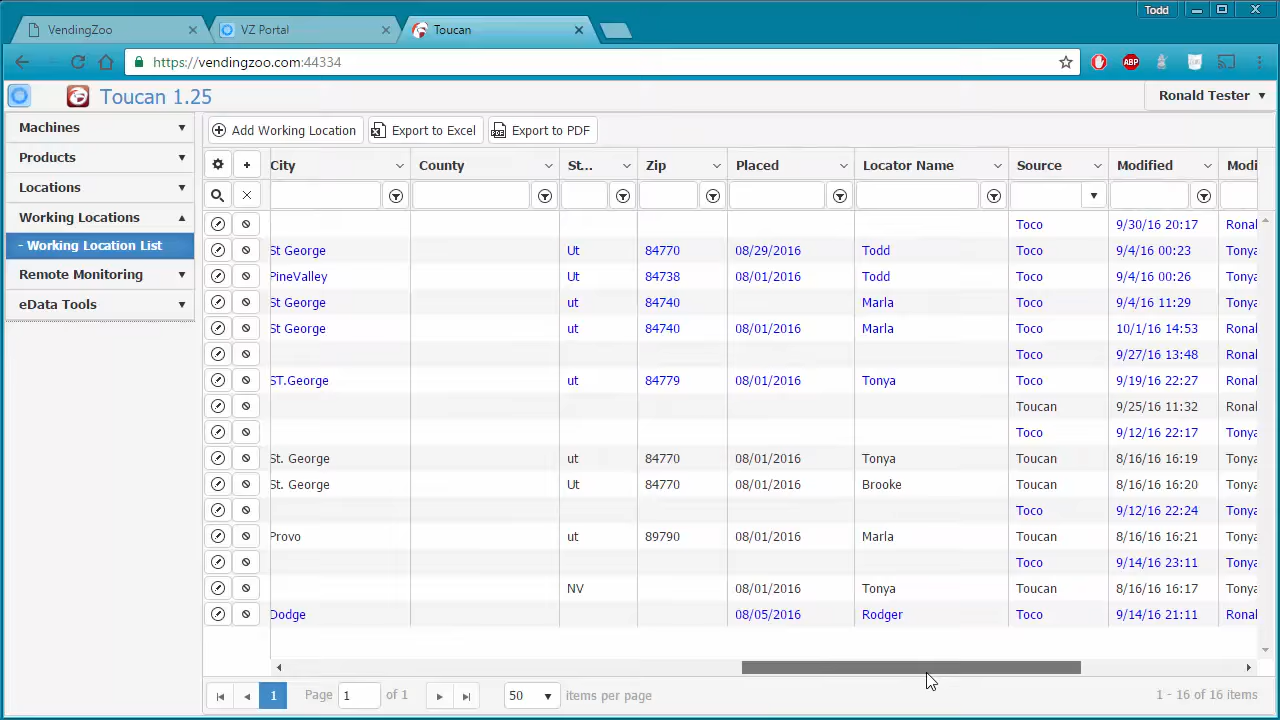 Todd
VendingZoo
VZ Portal
Toucan
https://vendingzoo.com:44334
ABP
Toucan 1.25
Ronald Tester
Machines
Products
Locations
Working Locations
- Working Location List
Remote Monitoring
eData Tools
Add Working Location Export to Excel Export to PDF
City County St... Zip Placed Locator Name Source Modified Modi
Toco 9/30/16 20:17 Ronal
St George Ut 84770 08/29/2016 Todd Toco 9/4/16 00:23 Tonya
PineValley Ut 84738 08/01/2016 Todd Toco 9/4/16 00:26 Tonya
St George ut 84740 Marla Toco 9/4/16 11:29 Tonya
St George ut 84740 08/01/2016 Marla Toco 10/1/16 14:53 Ronal
Toco 9/27/16 13:48 Ronal
ST.George ut 84779 08/01/2016 Tonya Toco 9/19/16 22:27 Ronal
Toucan 9/25/16 11:32 Ronal
Toco 9/12/16 22:17 Tonya
St. George ut 84770 08/01/2016 Tonya Toucan 8/16/16 16:19 Tonya
St. George Ut 84770 08/01/2016 Brooke Toucan 8/16/16 16:20 Tonya
Toco 9/12/16 22:24 Ronal
Provo ut 89790 08/01/2016 Marla Toucan 8/16/16 16:21 Tonya
Toco 9/14/16 23:11 Tonya
NV 08/01/2016 Tonya Toucan 8/16/16 16:17 Tonya
Dodge 08/05/2016 Rodger Toco 9/14/16 21:11 Ronal
1 Page 1 of 1 50 items per page 1 - 16 of 16 items